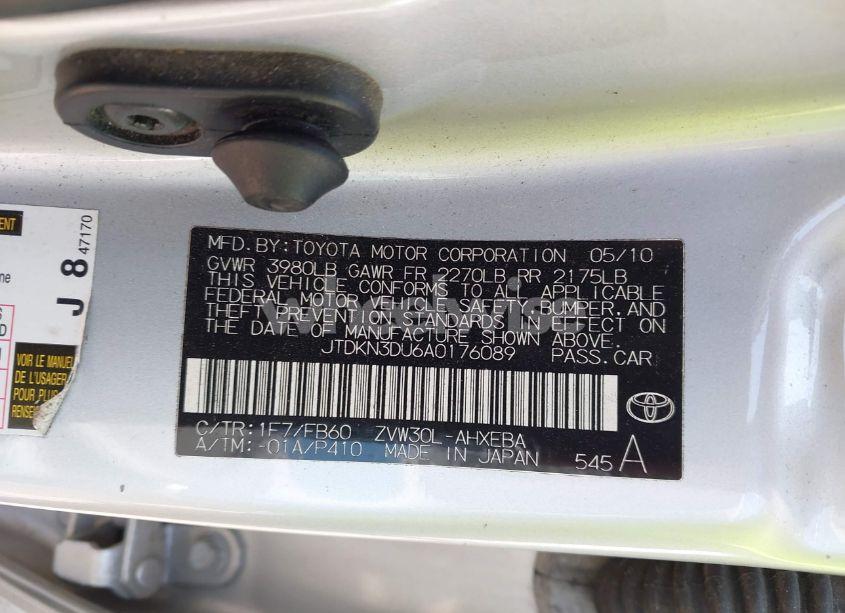 MFD. BY: TOYOTA MOTOR CORPORATION 05/10
GVWR 3980LB GAWR FR 2270LB RR 2175LB
THIS VEHICLE CONFORMS TO ALL APPLICABLE
FEDERAL MOTOR VEHICLE SAFETY, BUMPER, AND
THEFT PREVENTION STANDARDS IN EFFECT ON
THE DATE OF MANUFACTURE SHOWN ABOVE.
JTDKN3DU6A0176089 PASS. CAR
C/TR: 1F7/FB60 ZVW30L-AHXEBA
A/TM: -01A/P410 MADE IN JAPAN 545 A
wheelwise
J 8 47170
VOIR LE MANUEL
DE L'USAGER
POUR PLUS